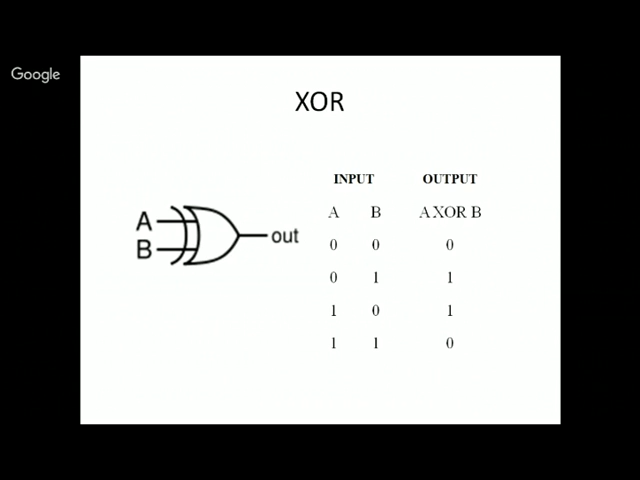 Google
XOR
INPUT OUTPUT
A B A XOR B
A
B
out
0 0 0
0 1 1
1 0 1
1 1 0